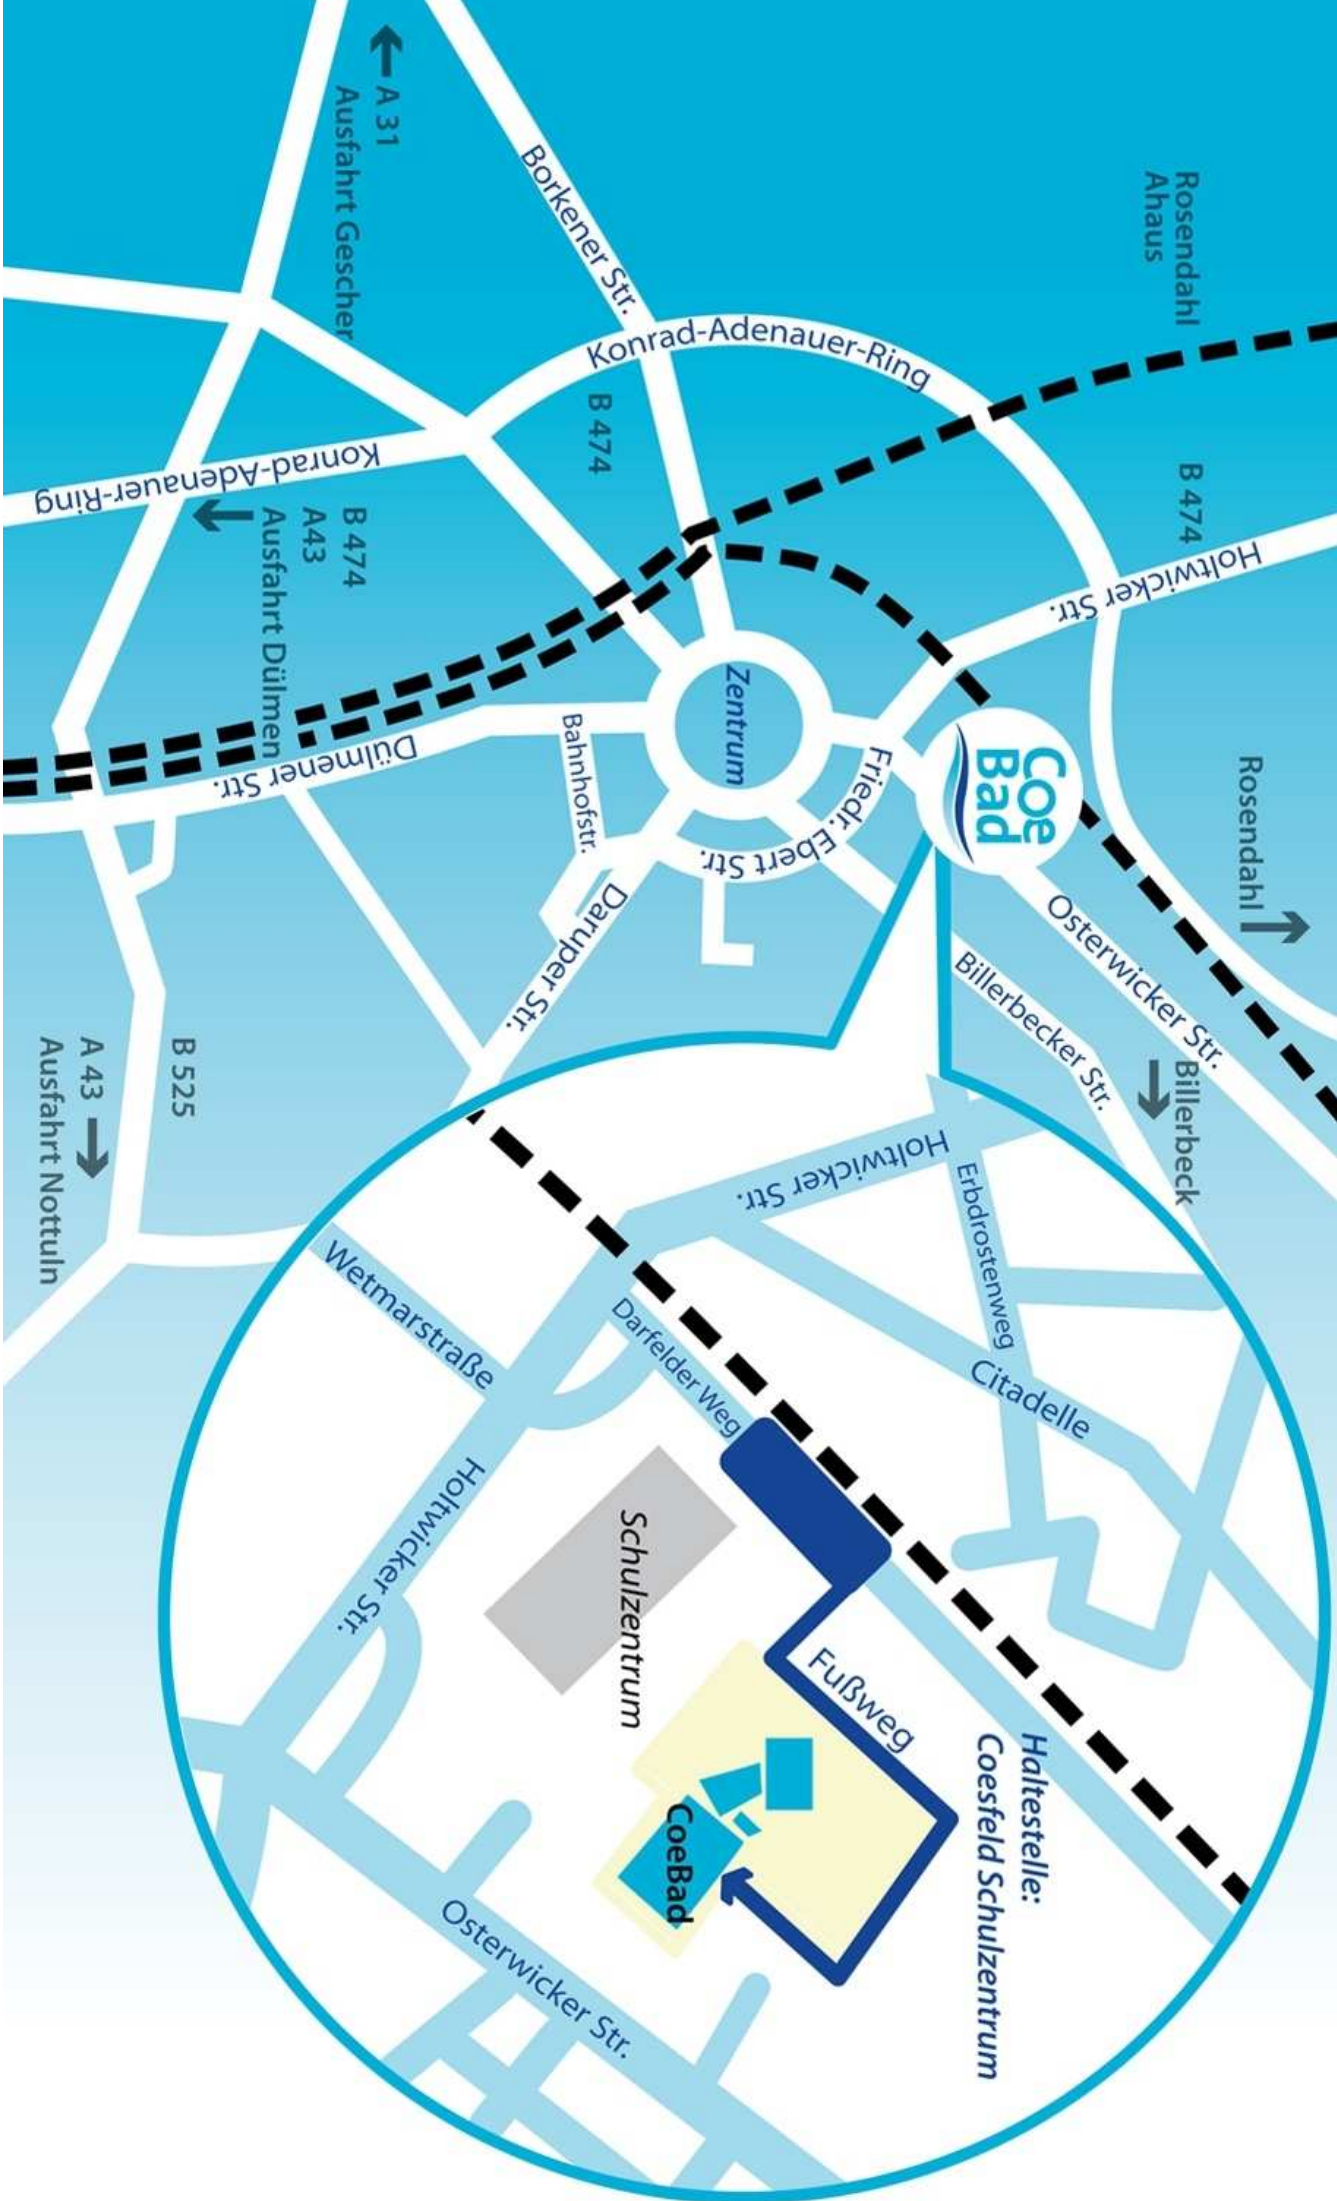 Rosendahl
Ahaus
B 474
Holtwicker Str.
Rosendahl
Konrad-Adenauer-Ring
Borkener Str.
B 474
A 31
Ausfahrt Gescher
Konrad-Adenauer-Ring
B 474
A43
Ausfahrt Dülmen
Zentrum
Coe
Bad
Friedr. Ebert Str.
Bahnhofstr.
Dülmener Str.
Daruper Str.
Osterwicker Str.
Billerbecker Str.
Billerbeck
B 525
A 43
Ausfahrt Nottuln
Holtwicker Str.
Erbdrostenweg
Citadelle
Darfelder Weg
Wetmarstraße
Holtwicker Str.
Schulzentrum
Fußweg
Haltestelle:
Coesfeld Schulzentrum
CoeBad
Osterwicker Str.